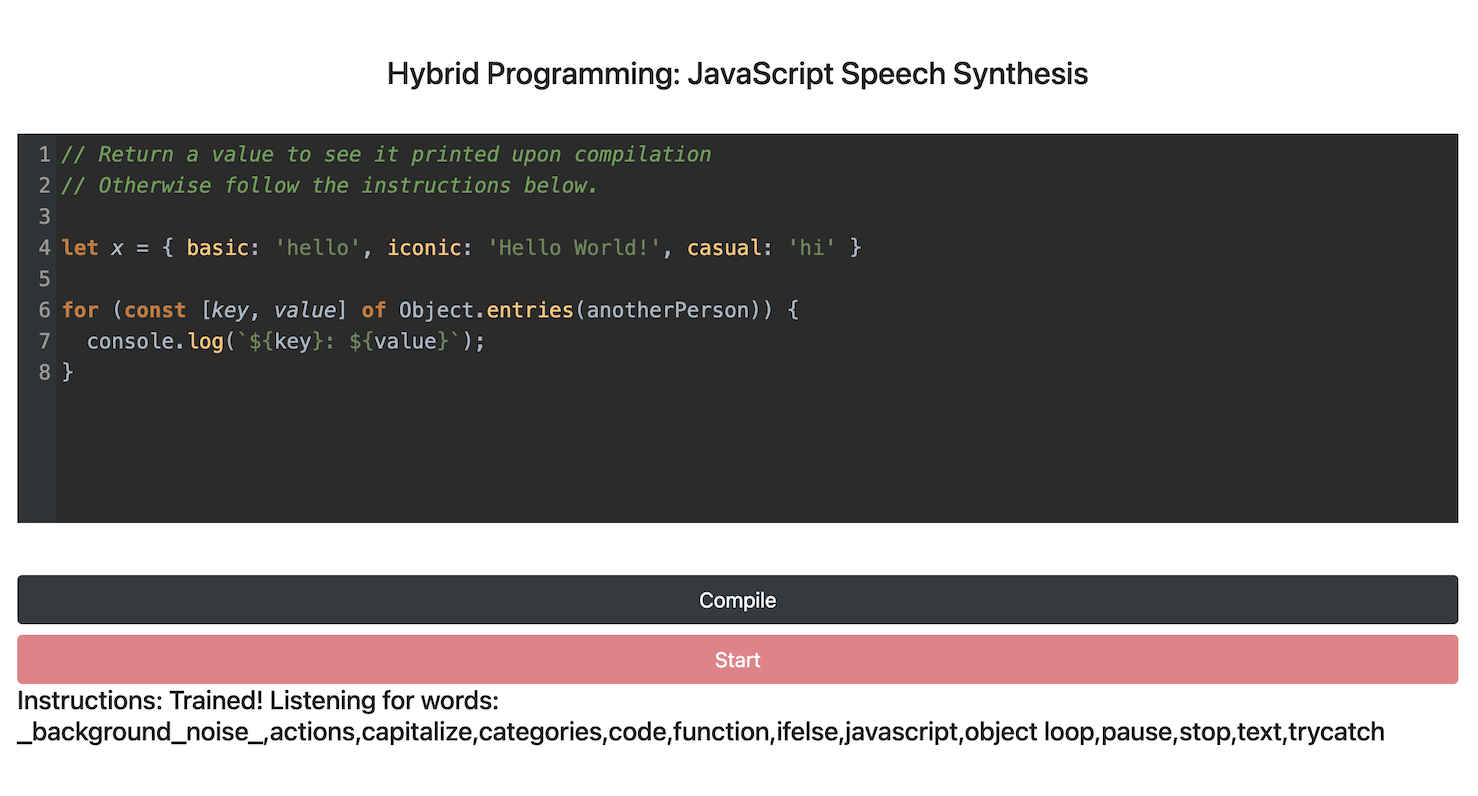 Hybrid Programming: JavaScript Speech Synthesis
1 // Return a value to see it printed upon compilation
2 // Otherwise follow the instructions below.
3
4 let x = { basic: 'hello', iconic: 'Hello World!', casual: 'hi' }
5
6 for (const [key, value] of Object.entries(anotherPerson)) {
7   console.log(`${key}: ${value}`);
8 }
Compile
Start
Instructions: Trained! Listening for words:
_background_noise_,actions,capitalize,categories,code,function,ifelse,javascript,object loop,pause,stop,text,trycatch